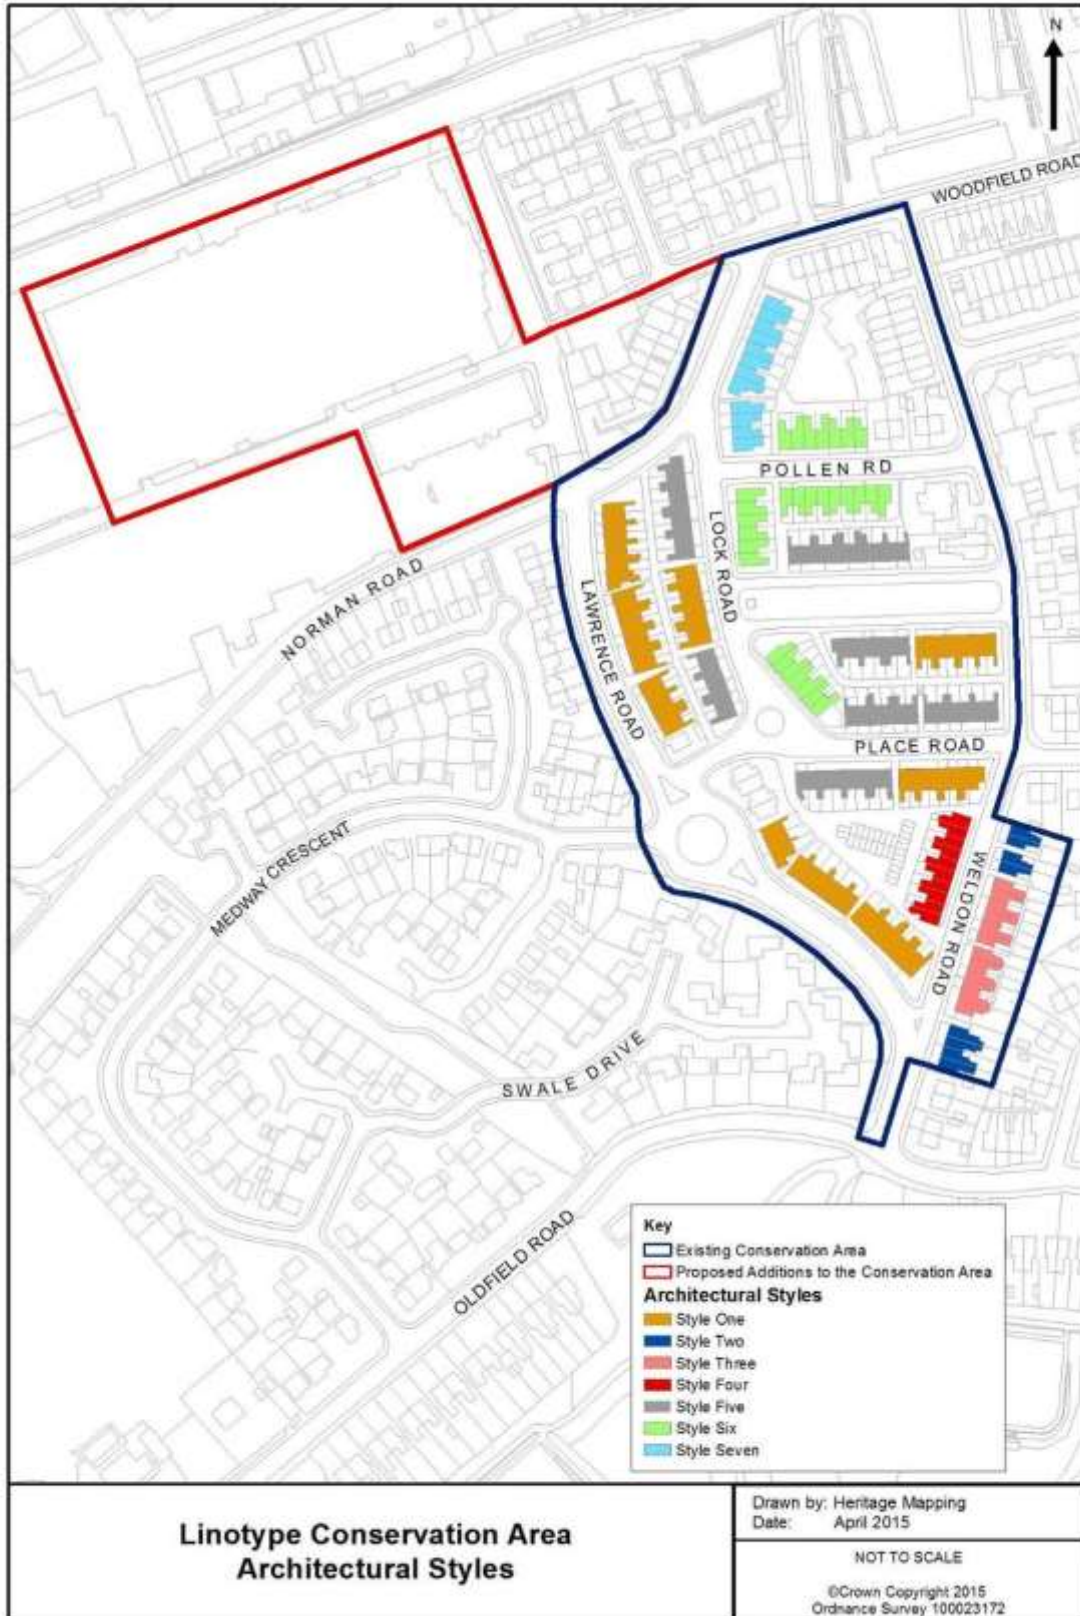 N
WOODFIELD ROAD
POLLEN RD
LOCK ROAD
LAWRENCE ROAD
NORMAN ROAD
PLACE ROAD
MEDWAY CRESCENT
WELDON ROAD
SWALE DRIVE
OLDFIELD ROAD
Key
Existing Conservation Area
Proposed Additions to the Conservation Area
Architectural Styles
Style One
Style Two
Style Three
Style Four
Style Five
Style Six
Style Seven
Linotype Conservation Area
Architectural Styles
Drawn by: Heritage Mapping
Date: April 2015
NOT TO SCALE
©Crown Copyright 2015
Ordnance Survey 100023172